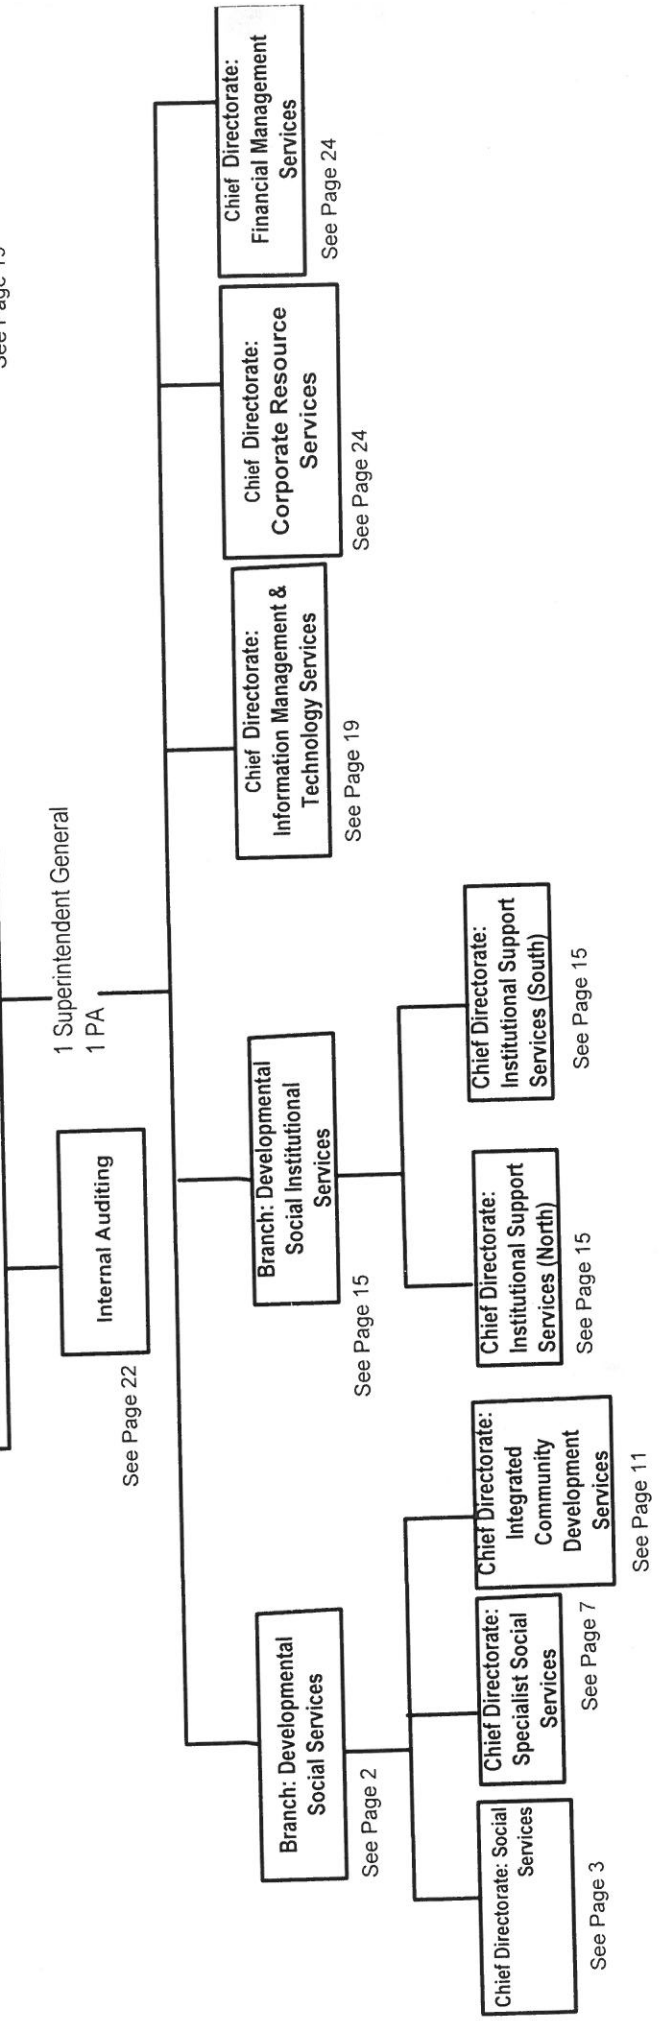 See Page 19
1 Superintendent General
1 PA
Internal Auditing
See Page 22
Branch: Developmental
Social Services
See Page 2
Branch: Developmental
Social Institutional
Services
See Page 15
Chief Directorate:
Information Management &
Technology Services
See Page 19
Chief Directorate:
Corporate Resource
Services
See Page 24
Chief Directorate:
Financial Management
Services
See Page 24
Chief Directorate: Social
Services
See Page 3
Chief Directorate:
Specialist Social
Services
See Page 7
Chief Directorate:
Integrated
Community
Development
Services
See Page 11
Chief Directorate:
Institutional Support
Services (North)
See Page 15
Chief Directorate:
Institutional Support
Services (South)
See Page 15